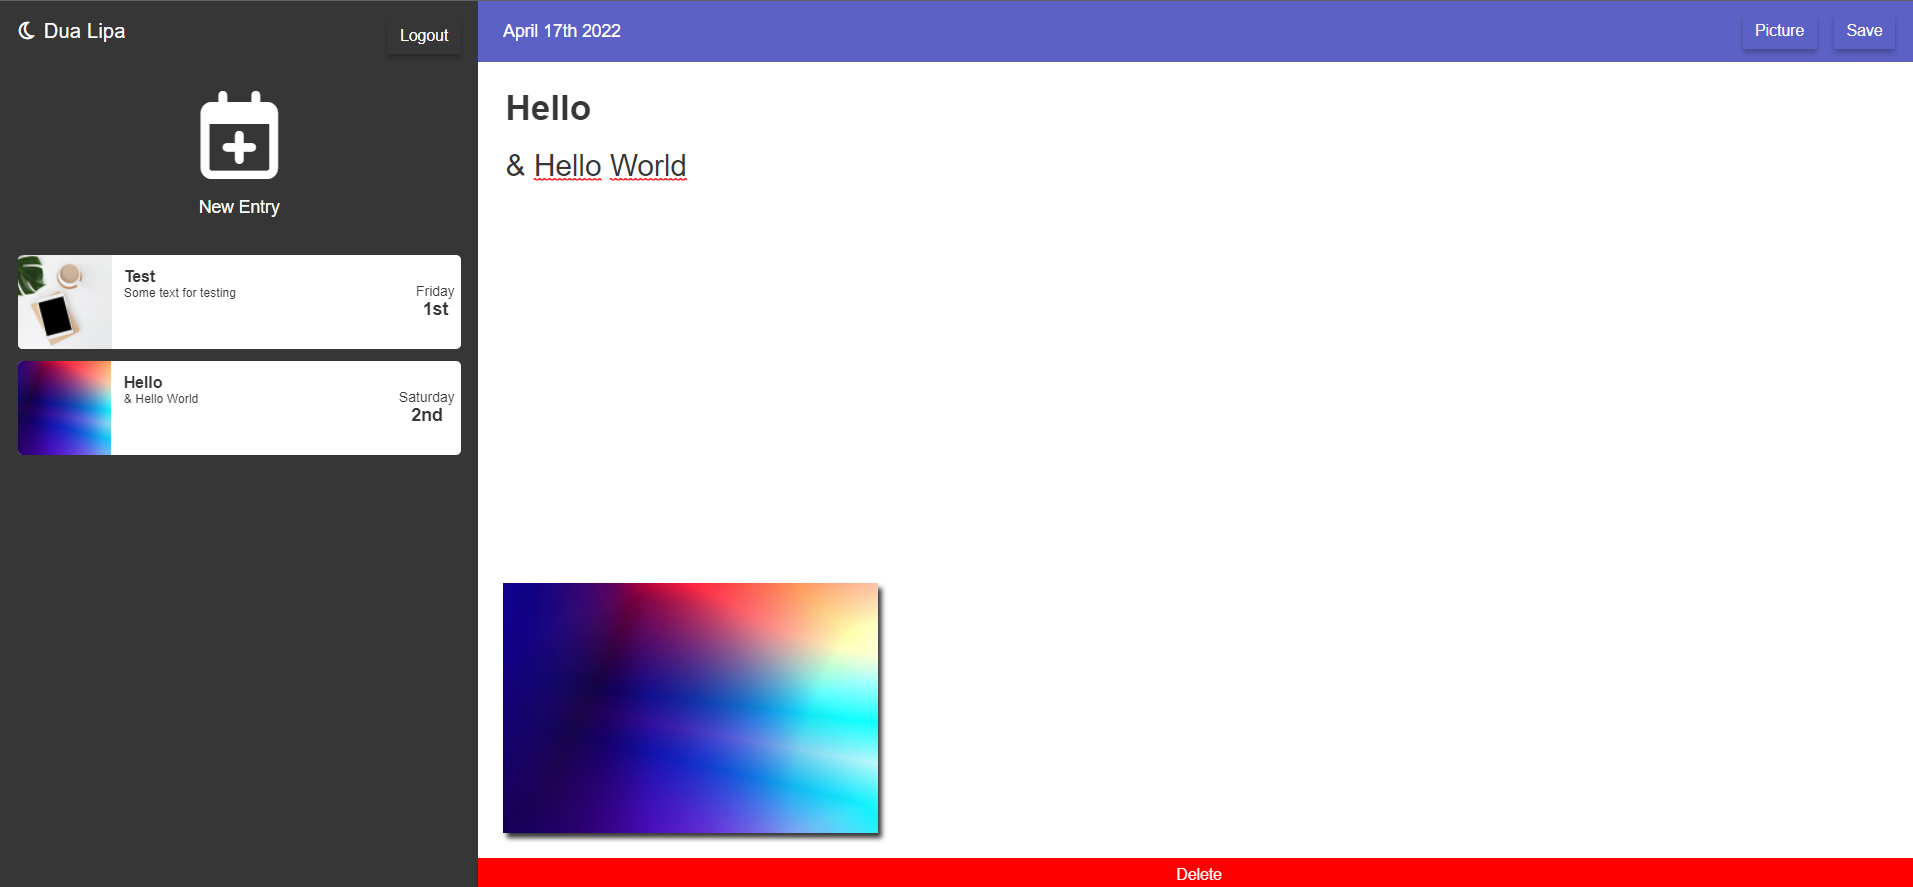 Dua Lipa
Logout
New Entry
Test
Some text for testing
Friday
1st
Hello
& Hello World
Saturday
2nd
April 17th 2022
Picture
Save
Hello
& Hello World
Delete